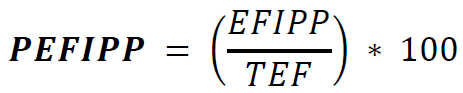 PEFIPP = (EFIPP / TEF) * 100